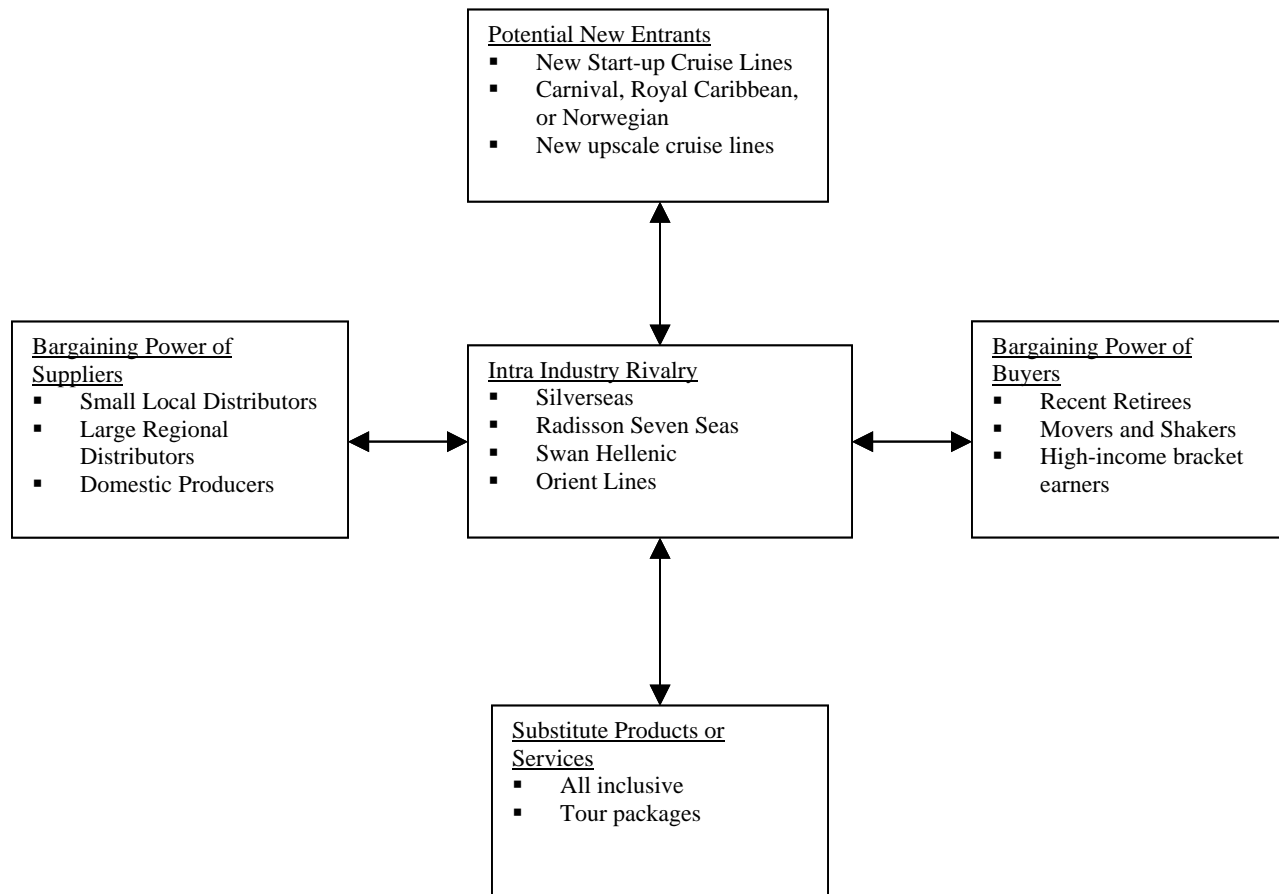 Potential New Entrants
▪ New Start-up Cruise Lines
▪ Carnival, Royal Caribbean,
or Norwegian
▪ New upscale cruise lines
Bargaining Power of
Suppliers
▪ Small Local Distributors
▪ Large Regional
Distributors
▪ Domestic Producers
Intra Industry Rivalry
▪ Silverseas
▪ Radisson Seven Seas
▪ Swan Hellenic
▪ Orient Lines
Bargaining Power of
Buyers
▪ Recent Retirees
▪ Movers and Shakers
▪ High-income bracket
earners
Substitute Products or
Services
▪ All inclusive
▪ Tour packages